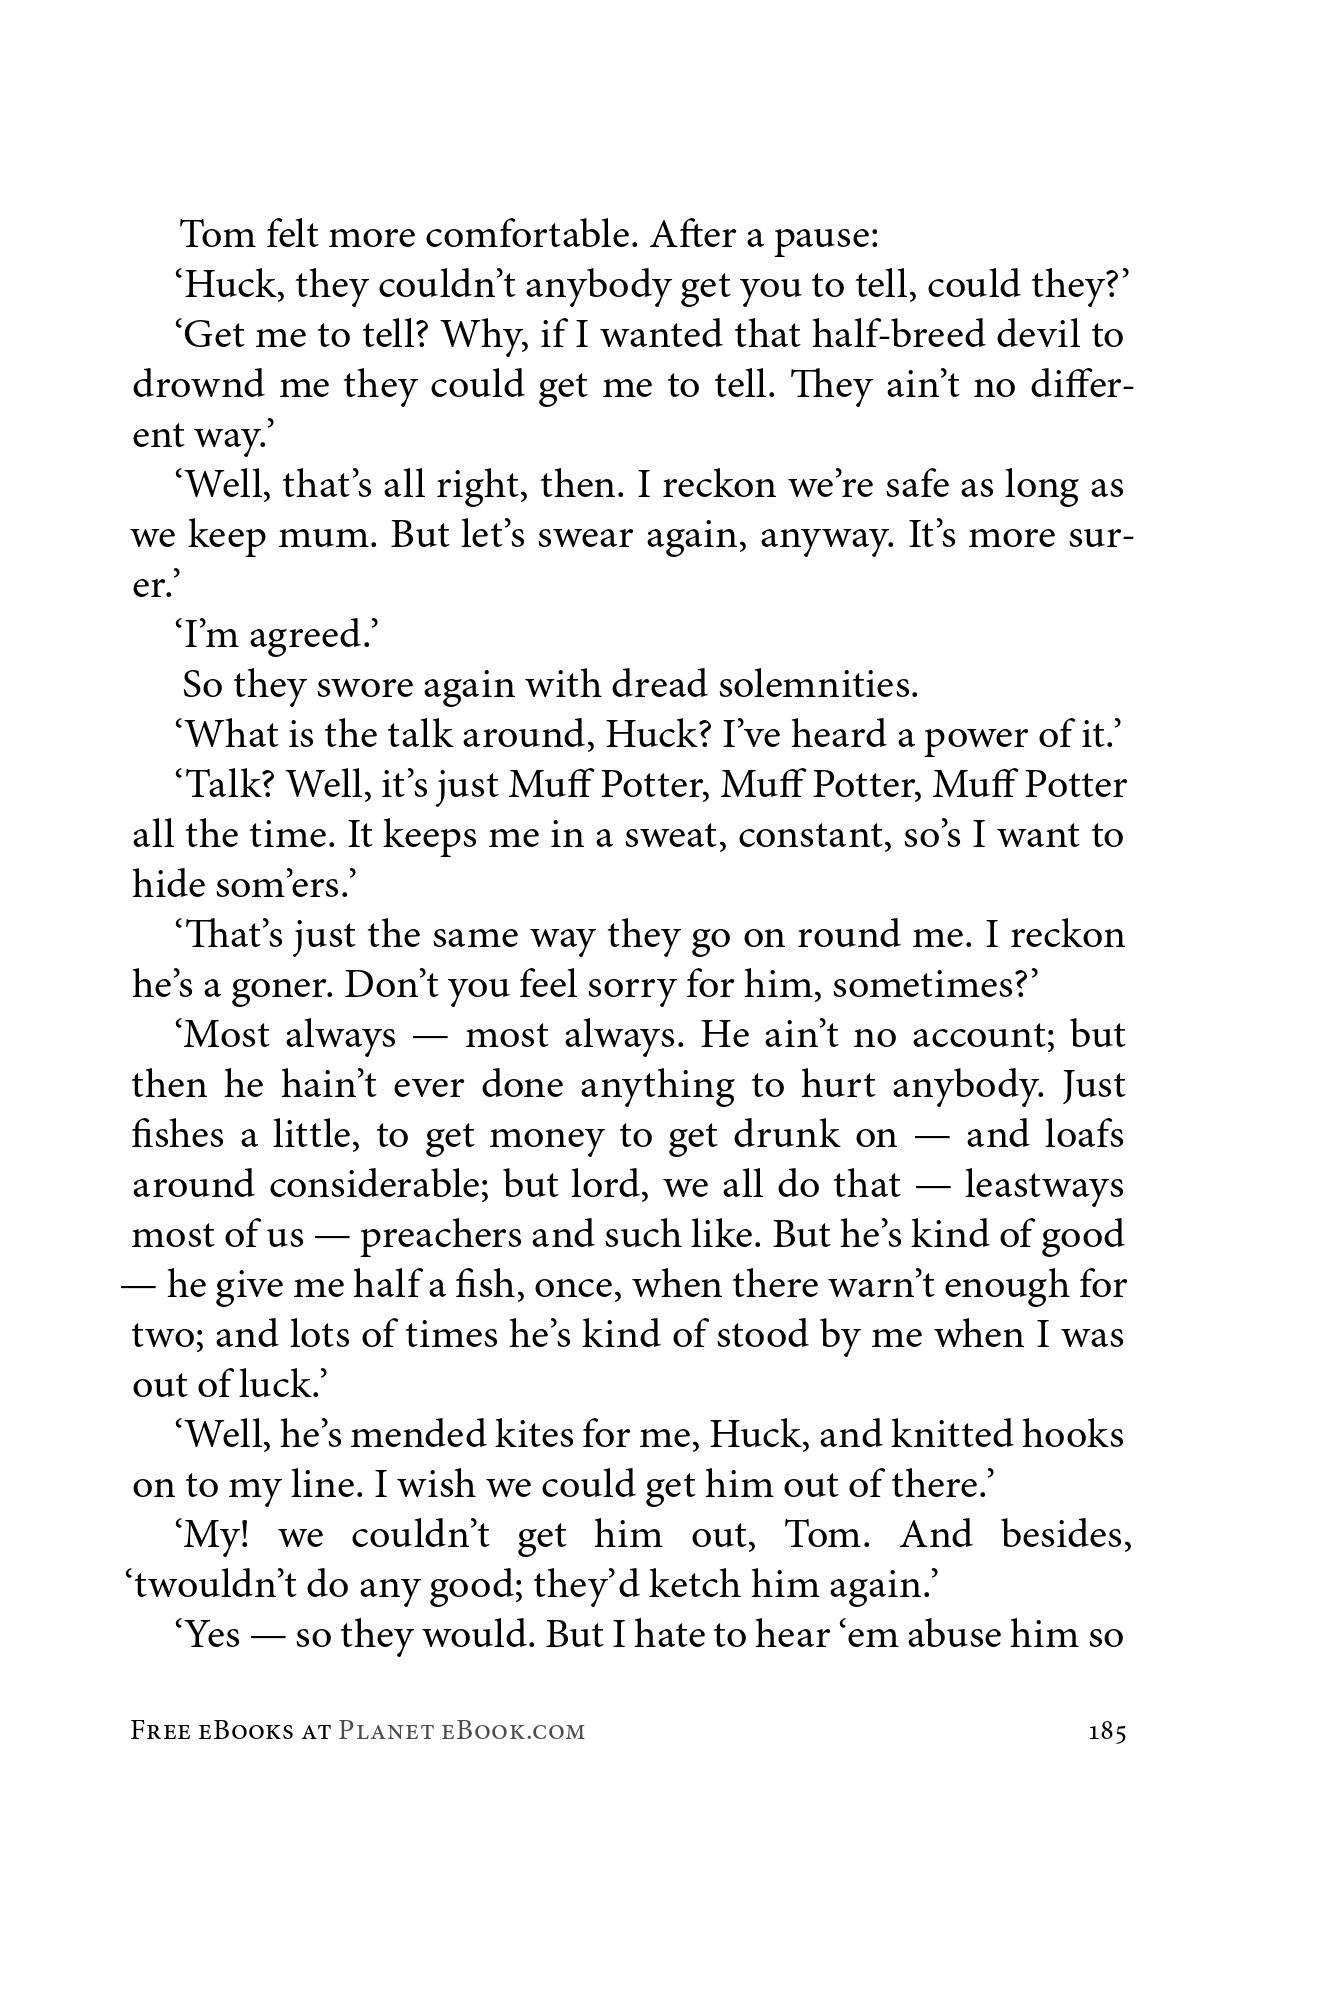 Tom felt more comfortable. After a pause:
‘Huck, they couldn’t anybody get you to tell, could they?’
‘Get me to tell? Why, if I wanted that half-breed devil to
drownd me they could get me to tell. They ain’t no differ-
ent way.’
‘Well, that’s all right, then. I reckon we’re safe as long as
we keep mum. But let’s swear again, anyway. It’s more sur-
er.’
‘I’m agreed.’
So they swore again with dread solemnities.
‘What is the talk around, Huck? I’ve heard a power of it.’
‘Talk? Well, it’s just Muff Potter, Muff Potter, Muff Potter
all the time. It keeps me in a sweat, constant, so’s I want to
hide som’ers.’
‘That’s just the same way they go on round me. I reckon
he’s a goner. Don’t you feel sorry for him, sometimes?’
‘Most always — most always. He ain’t no account; but
then he hain’t ever done anything to hurt anybody. Just
fishes a little, to get money to get drunk on — and loafs
around considerable; but lord, we all do that — leastways
most of us — preachers and such like. But he’s kind of good
— he give me half a fish, once, when there warn’t enough for
two; and lots of times he’s kind of stood by me when I was
out of luck.’
‘Well, he’s mended kites for me, Huck, and knitted hooks
on to my line. I wish we could get him out of there.’
‘My! we couldn’t get him out, Tom. And besides,
‘twouldn’t do any good; they’d ketch him again.’
‘Yes — so they would. But I hate to hear ‘em abuse him so
Free eBooks at Planet eBook.com 185